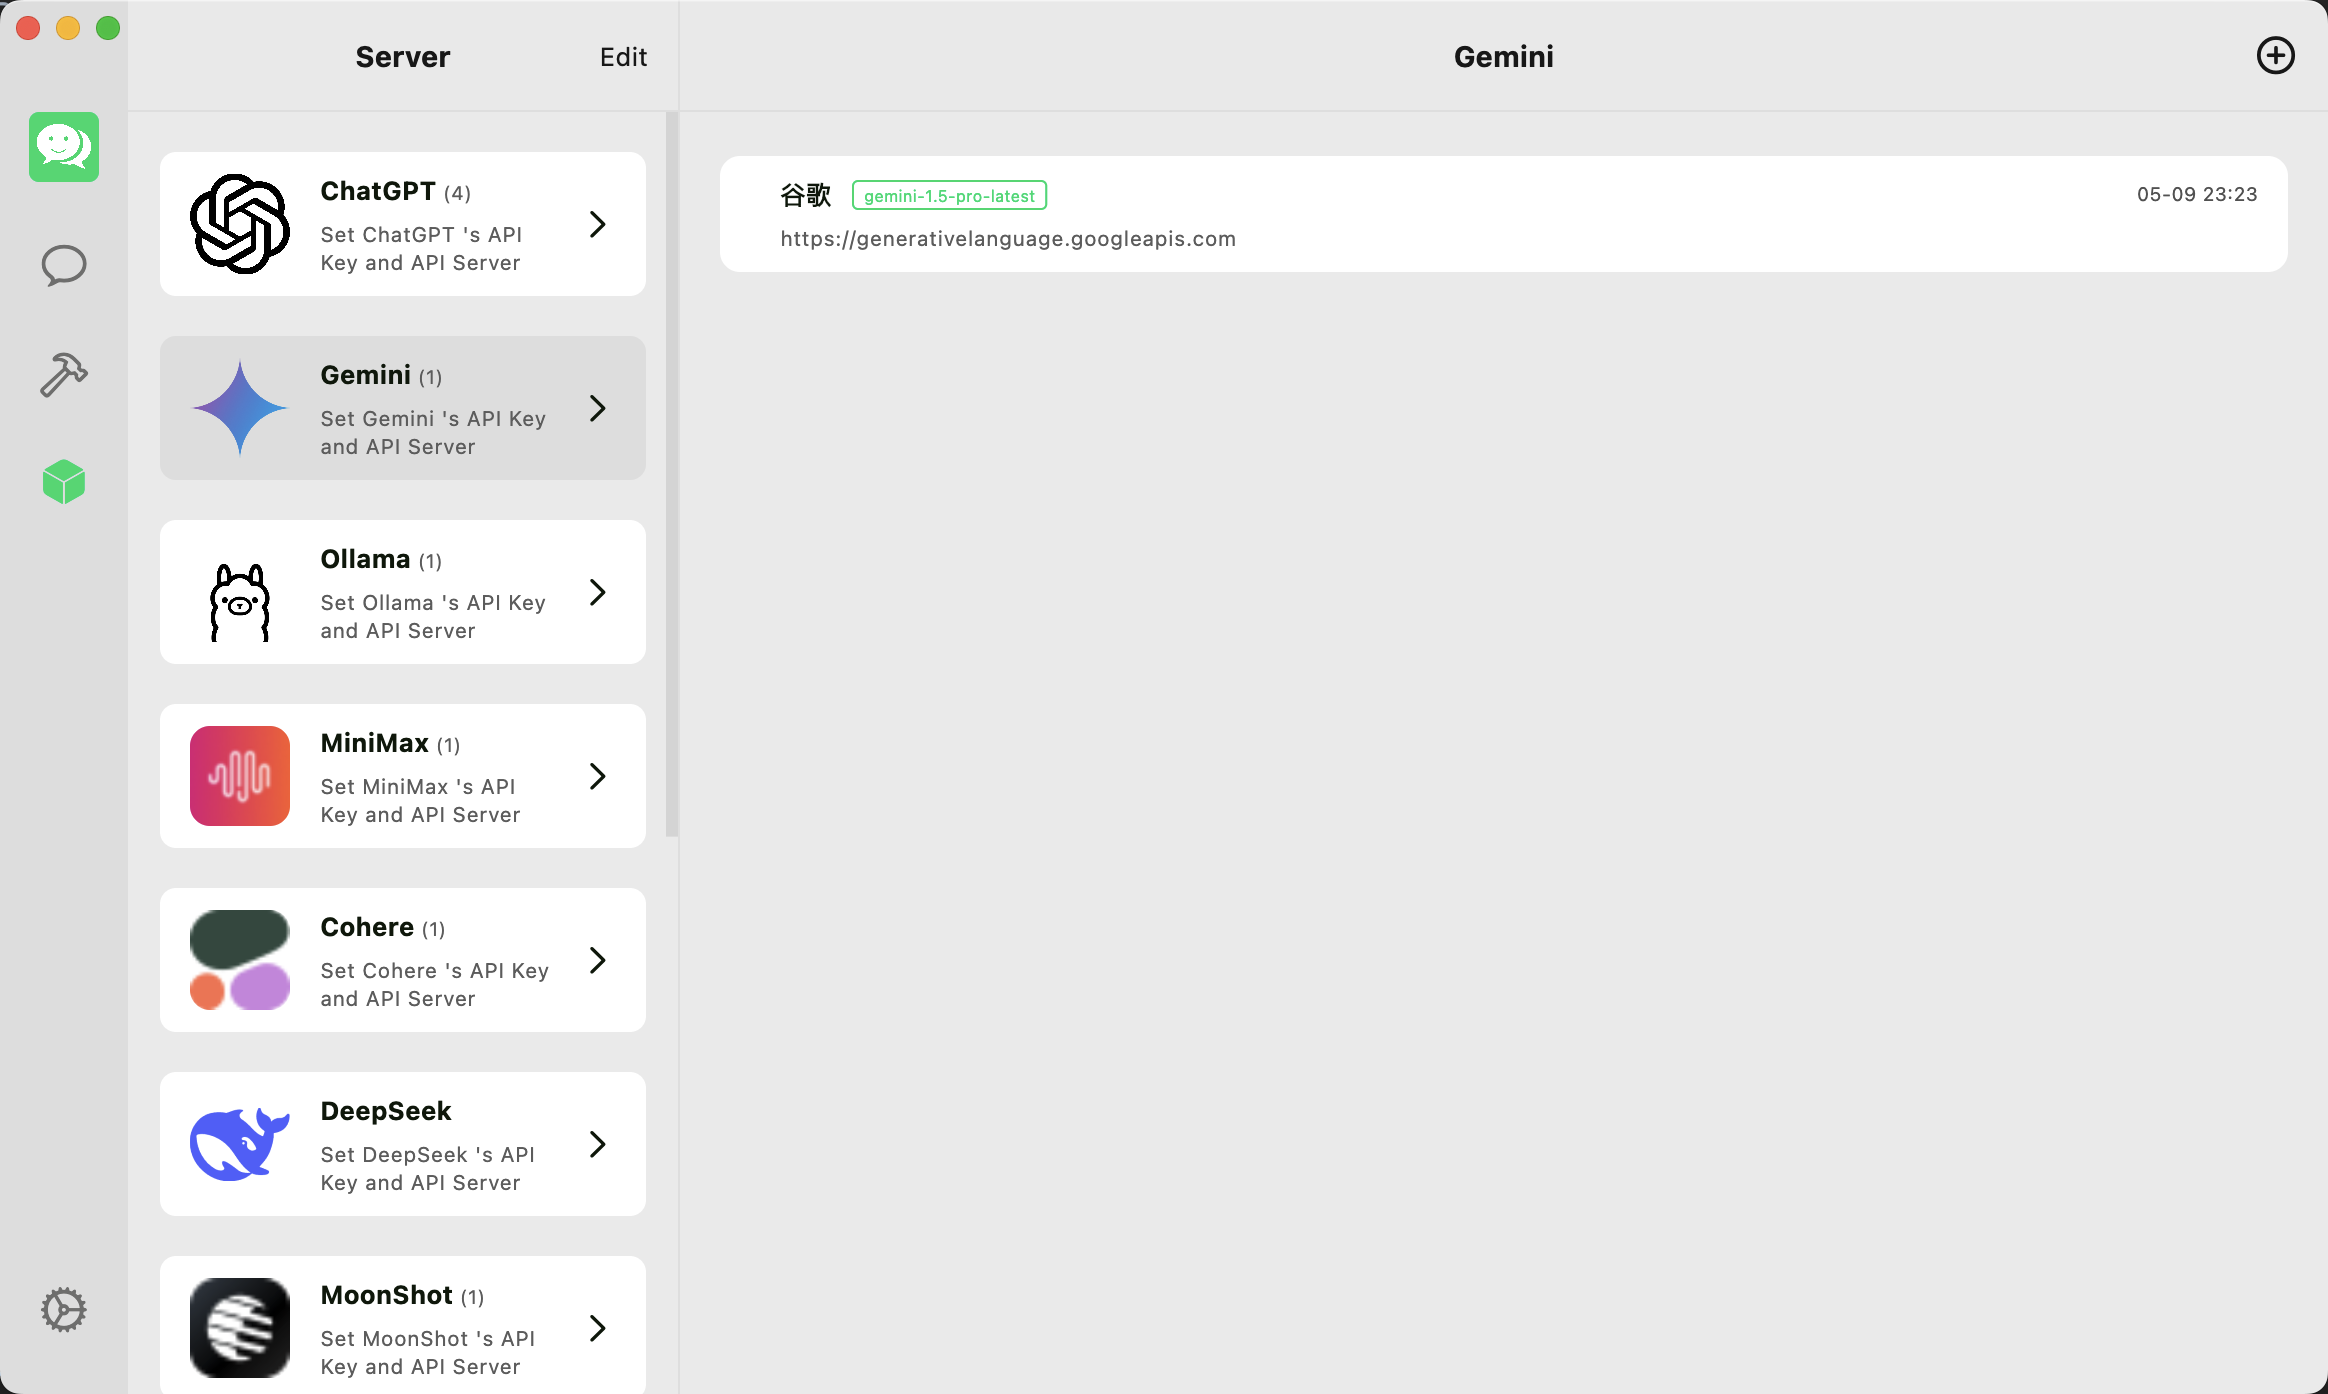 Server
Edit
ChatGPT (4)
Set ChatGPT 's API
Key and API Server
Gemini (1)
Set Gemini 's API Key
and API Server
Ollama (1)
Set Ollama 's API Key
and API Server
MiniMax (1)
Set MiniMax 's API
Key and API Server
Cohere (1)
Set Cohere 's API Key
and API Server
DeepSeek
Set DeepSeek 's API
Key and API Server
MoonShot (1)
Set MoonShot 's API
Key and API Server
Gemini
谷歌 gemini-1.5-pro-latest
05-09 23:23
https://generativelanguage.googleapis.com